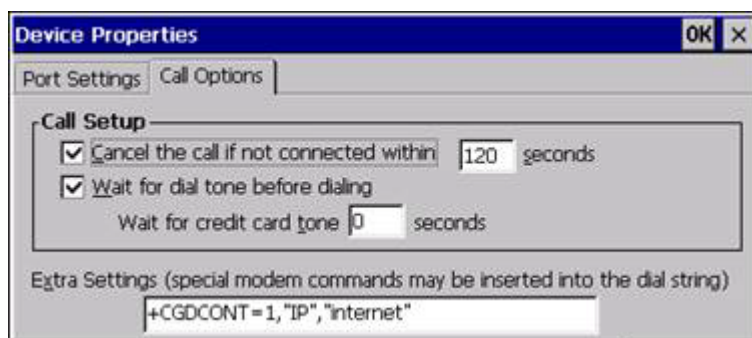 Device Properties OK ×
Port Settings Call Options
Call Setup
Cancel the call if not connected within 120 seconds
Wait for dial tone before dialing
Wait for credit card tone 0 seconds
Extra Settings (special modem commands may be inserted into the dial string)
+CGDCONT=1,"IP","internet"